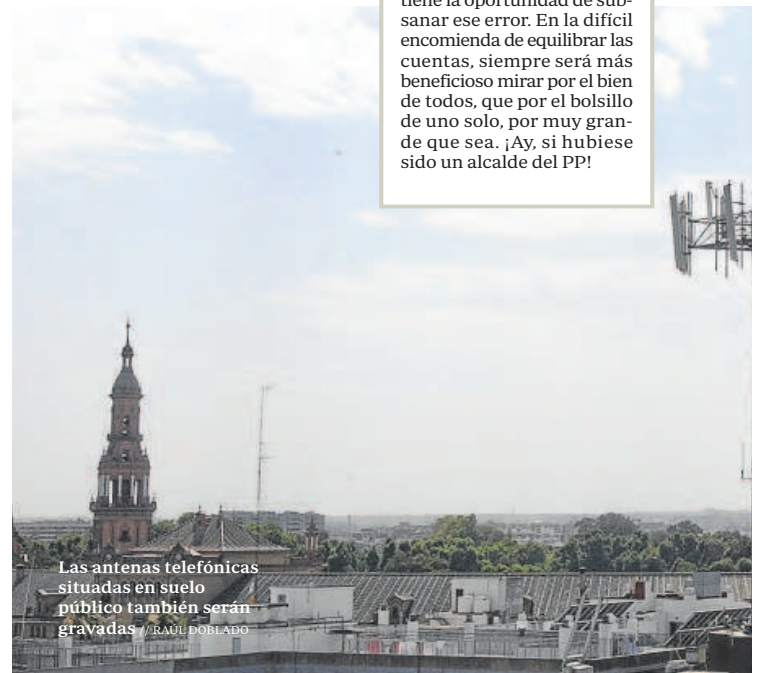 tiene la oportunidad de sub-
sanar ese error. En la difícil
encomienda de equilibrar las
cuentas, siempre será más
beneficioso mirar por el bien
de todos, que por el bolsillo
de uno solo, por muy gran-
de que sea. ¡Ay, si hubiese
sido un alcalde del PP!
Las antenas telefónicas
situadas en suelo
público también serán
gravadas // RAÚL DOBLADO